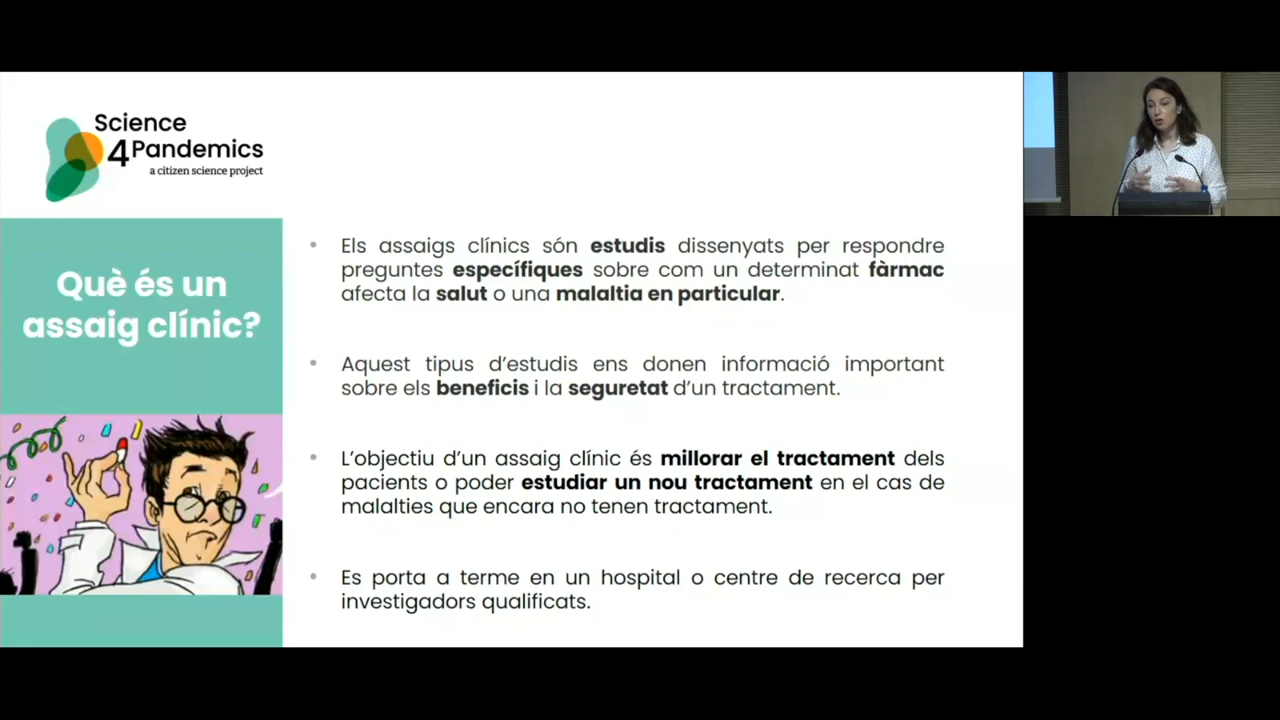 Science
4Pandemics
a citizen science project
Què és un
assaig clínic?
• Els assaigs clínics són estudis dissenyats per respondre
preguntes específiques sobre com un determinat fàrmac
afecta la salut o una malaltia en particular.
• Aquest tipus d’estudis ens donen informació important
sobre els beneficis i la seguretat d’un tractament.
• L’objectiu d’un assaig clínic és millorar el tractament dels
pacients o poder estudiar un nou tractament en el cas de
malalties que encara no tenen tractament.
• Es porta a terme en un hospital o centre de recerca per
investigadors qualificats.